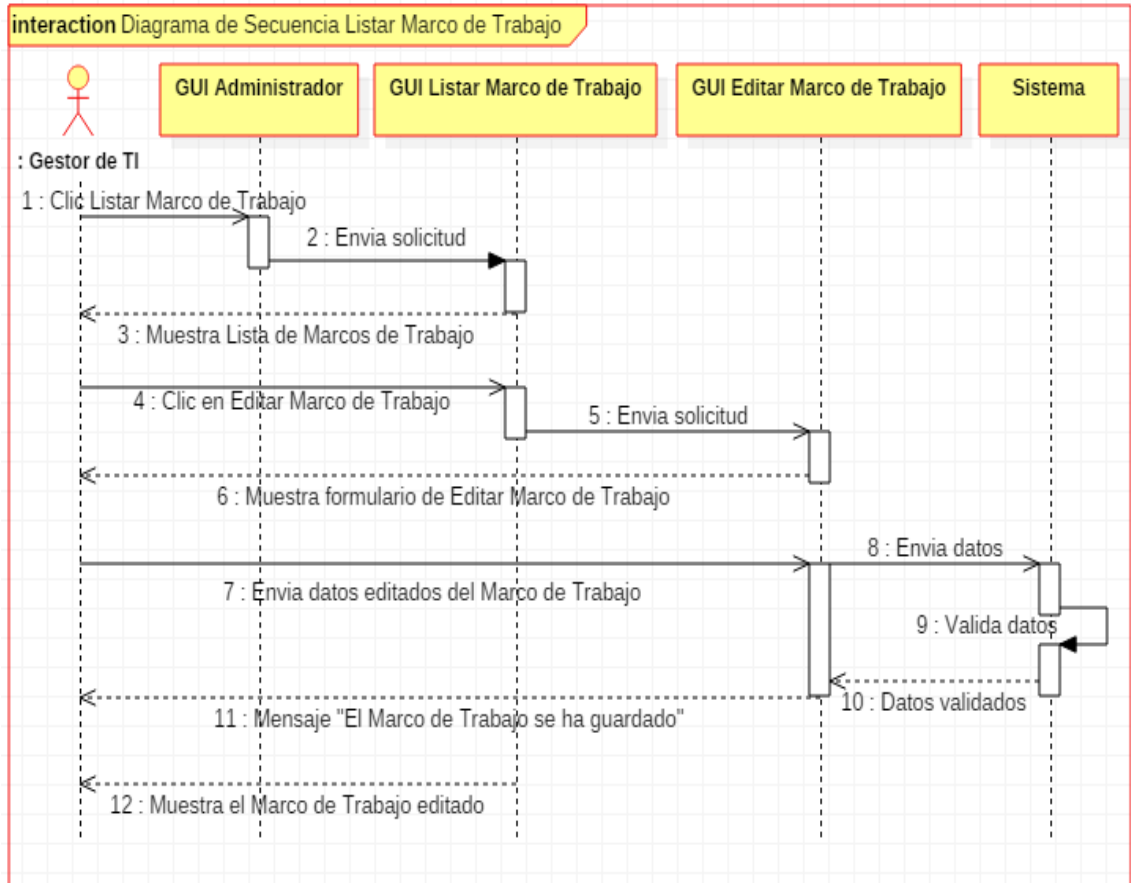 interaction Diagrama de Secuencia Listar Marco de Trabajo
GUI Administrador
GUI Listar Marco de Trabajo
GUI Editar Marco de Trabajo
Sistema
: Gestor de TI
1 : Clic Listar Marco de Trabajo
2 : Envia solicitud
3 : Muestra Lista de Marcos de Trabajo
4 : Clic en Editar Marco de Trabajo
5 : Envia solicitud
6 : Muestra formulario de Editar Marco de Trabajo
8 : Envia datos
7 : Envia datos editados del Marco de Trabajo
9 : Valida datos
10 : Datos validados
11 : Mensaje "El Marco de Trabajo se ha guardado"
12 : Muestra el Marco de Trabajo editado